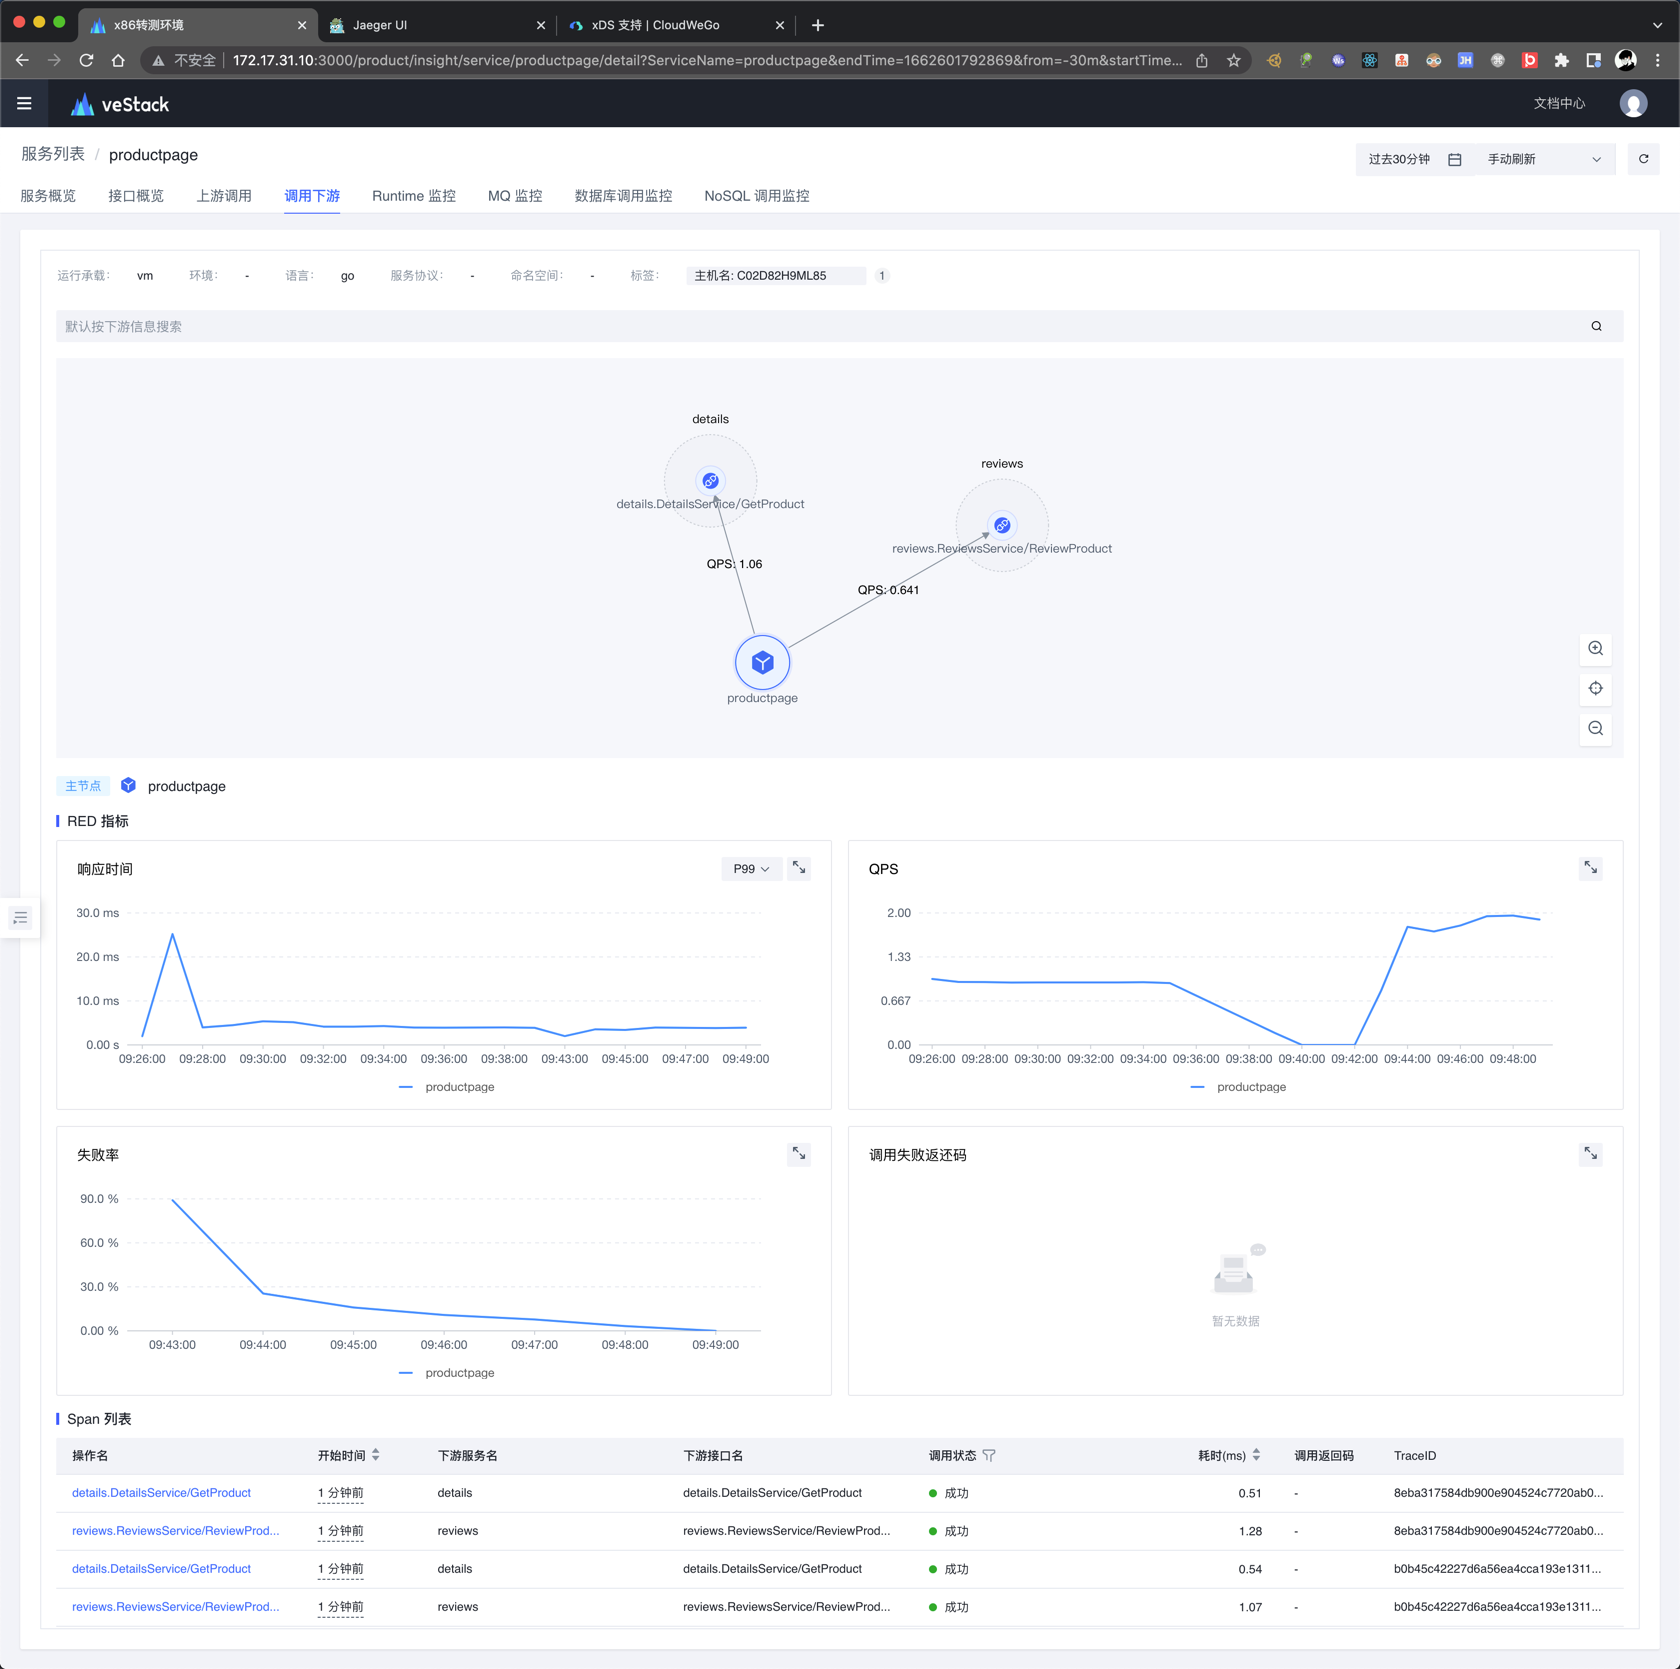 x86转测环境
Jaeger UI
xDS 支持 | CloudWeGo
不安全
172.17.31.10:3000/product/insight/service/productpage/detail?ServiceName=productpage&endTime=1662601792869&from=-30m&startTime...
veStack
文档中心
服务列表 / productpage
过去30分钟
手动刷新
服务概览 接口概览 上游调用 调用下游 Runtime 监控 MQ 监控 数据库调用监控 NoSQL 调用监控
运行承载: vm 环境: - 语言: go 服务协议: - 命名空间: - 标签: 主机名: C02D82H9ML85 1
默认按下游信息搜索
details
reviews
details.DetailsService/GetProduct
reviews.ReviewsService/ReviewProduct
QPS: 1.06
QPS: 0.641
productpage
主节点 productpage
RED 指标
响应时间
P99
30.0 ms
20.0 ms
10.0 ms
0.00 s
09:26:00 09:28:00 09:30:00 09:32:00 09:34:00 09:36:00 09:38:00 09:43:00 09:45:00 09:47:00 09:49:00
productpage
QPS
2.00
1.33
0.667
0.00
09:26:00 09:28:00 09:30:00 09:32:00 09:34:00 09:36:00 09:38:00 09:40:00 09:42:00 09:44:00 09:46:00 09:48:00
productpage
失败率
90.0 %
60.0 %
30.0 %
0.00 %
09:43:00 09:44:00 09:45:00 09:46:00 09:47:00 09:48:00 09:49:00
productpage
调用失败返还码
暂无数据
Span 列表
操作名 开始时间 下游服务名 下游接口名 调用状态 耗时(ms) 调用返回码 TraceID
details.DetailsService/GetProduct 1 分钟前 details details.DetailsService/GetProduct 成功 0.51 - 8eba317584db900e904524c7720ab0...
reviews.ReviewsService/ReviewProd... 1 分钟前 reviews reviews.ReviewsService/ReviewProd... 成功 1.28 - 8eba317584db900e904524c7720ab0...
details.DetailsService/GetProduct 1 分钟前 details details.DetailsService/GetProduct 成功 0.54 - b0b45c42227d6a56ea4cca193e1311...
reviews.ReviewsService/ReviewProd... 1 分钟前 reviews reviews.ReviewsService/ReviewProd... 成功 1.07 - b0b45c42227d6a56ea4cca193e1311...